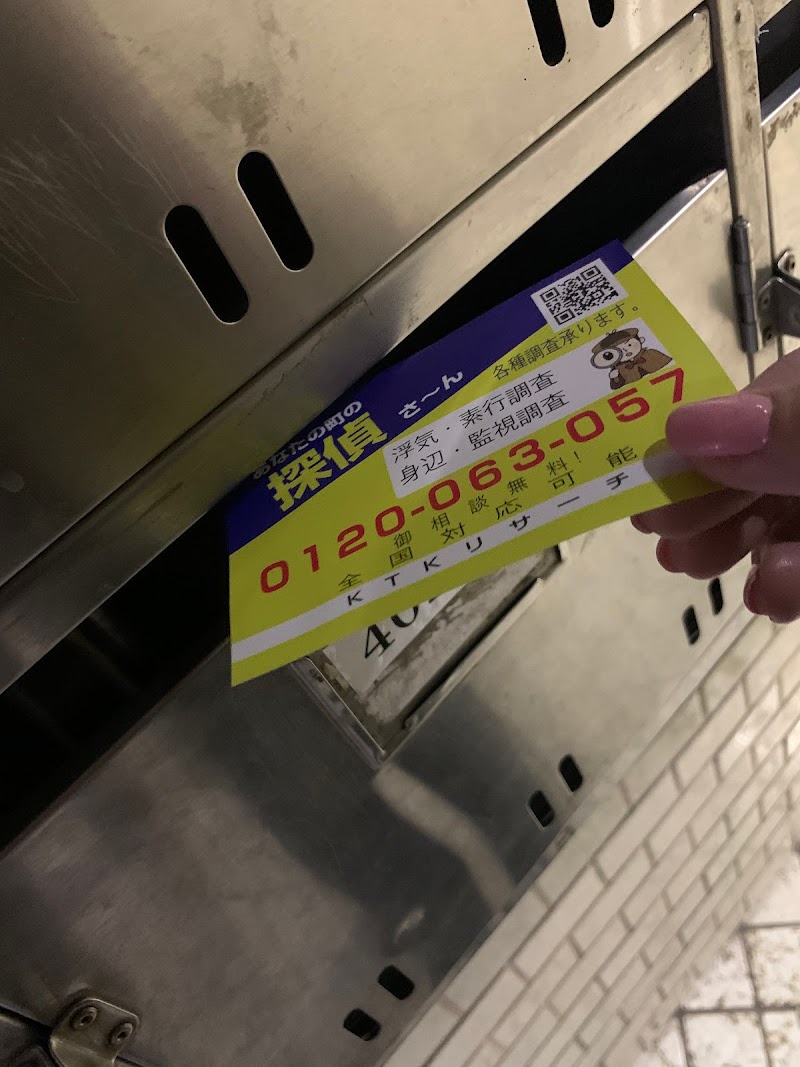 あなたの町の
探偵 さ〜ん
各種調査承ります。
浮気・素行調査
身辺・監視調査
0120-063-057
御相談無料!
全国対応可能
KTKリサーチ